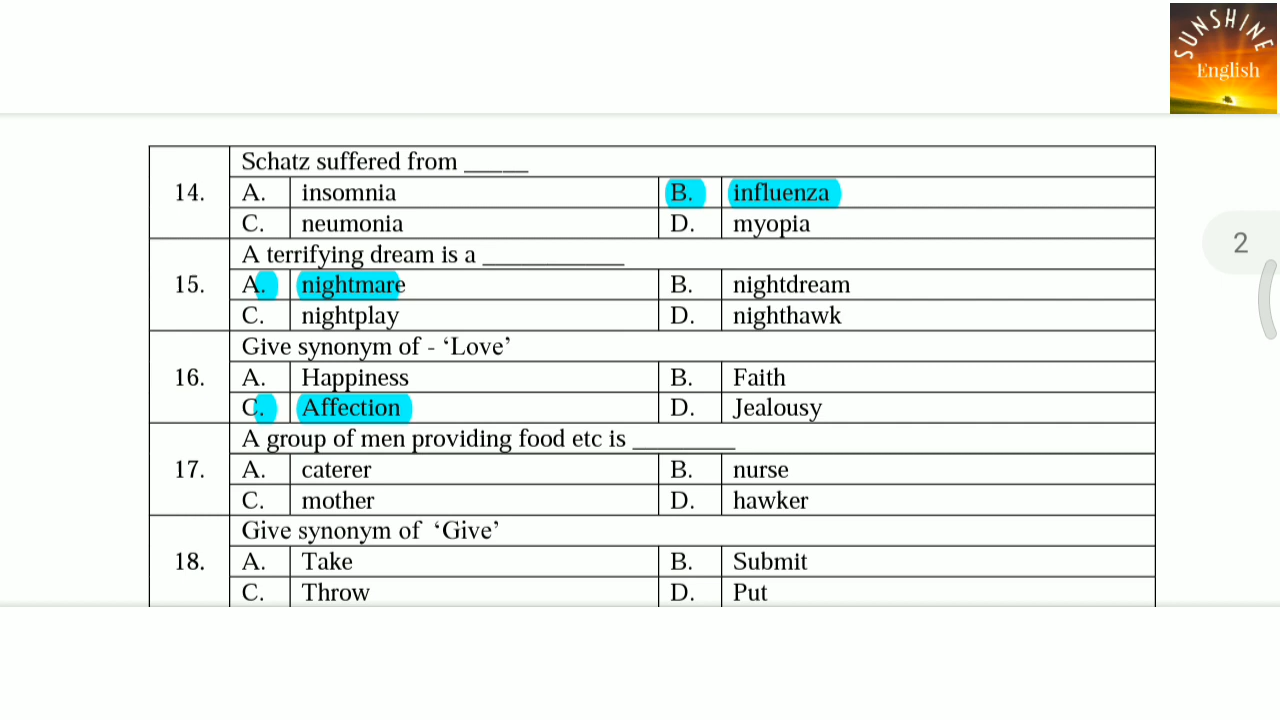 SUNSHINE
English
2
14. Schatz suffered from _____
A. insomnia B. influenza
C. neumonia D. myopia
15. A terrifying dream is a ___________
A. nightmare B. nightdream
C. nightplay D. nighthawk
16. Give synonym of - ‘Love’
A. Happiness B. Faith
C. Affection D. Jealousy
17. A group of men providing food etc is ________
A. caterer B. nurse
C. mother D. hawker
18. Give synonym of ‘Give’
A. Take B. Submit
C. Throw D. Put